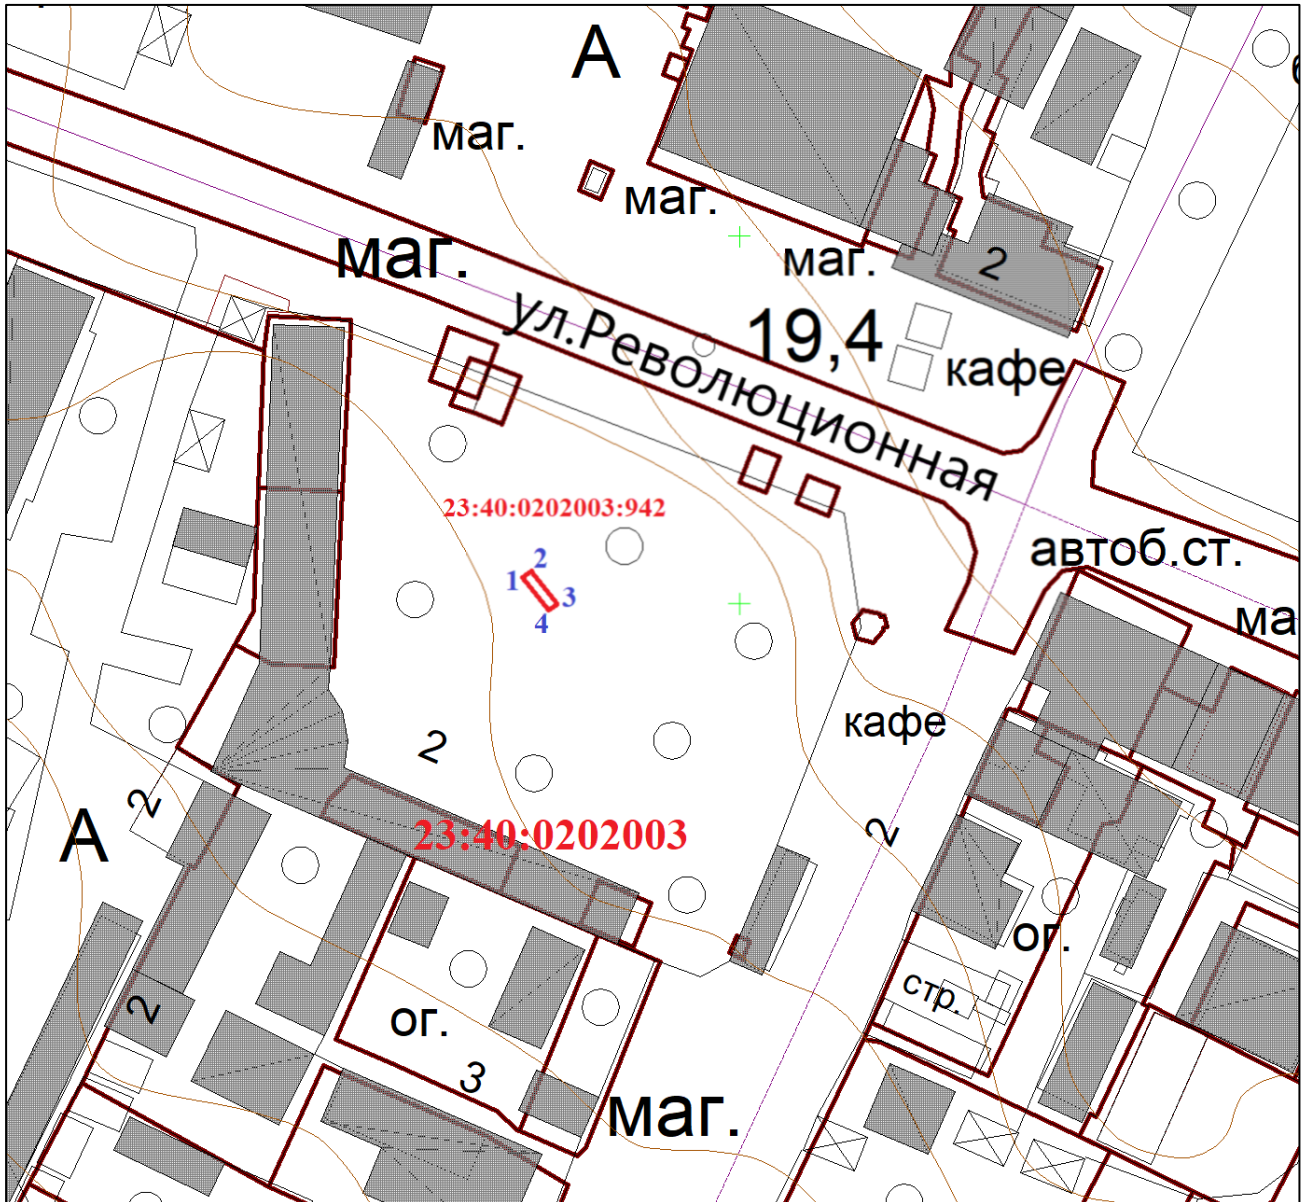 А
маг.
маг.
маг.
маг.
2
19,4
ул.Революционная
кафе
23:40:0202003:942
автоб.ст.
2
1
3
4
ма
кафе
2
2
А
23:40:0202003
2
ог.
стр.
2
ог.
3
маг.